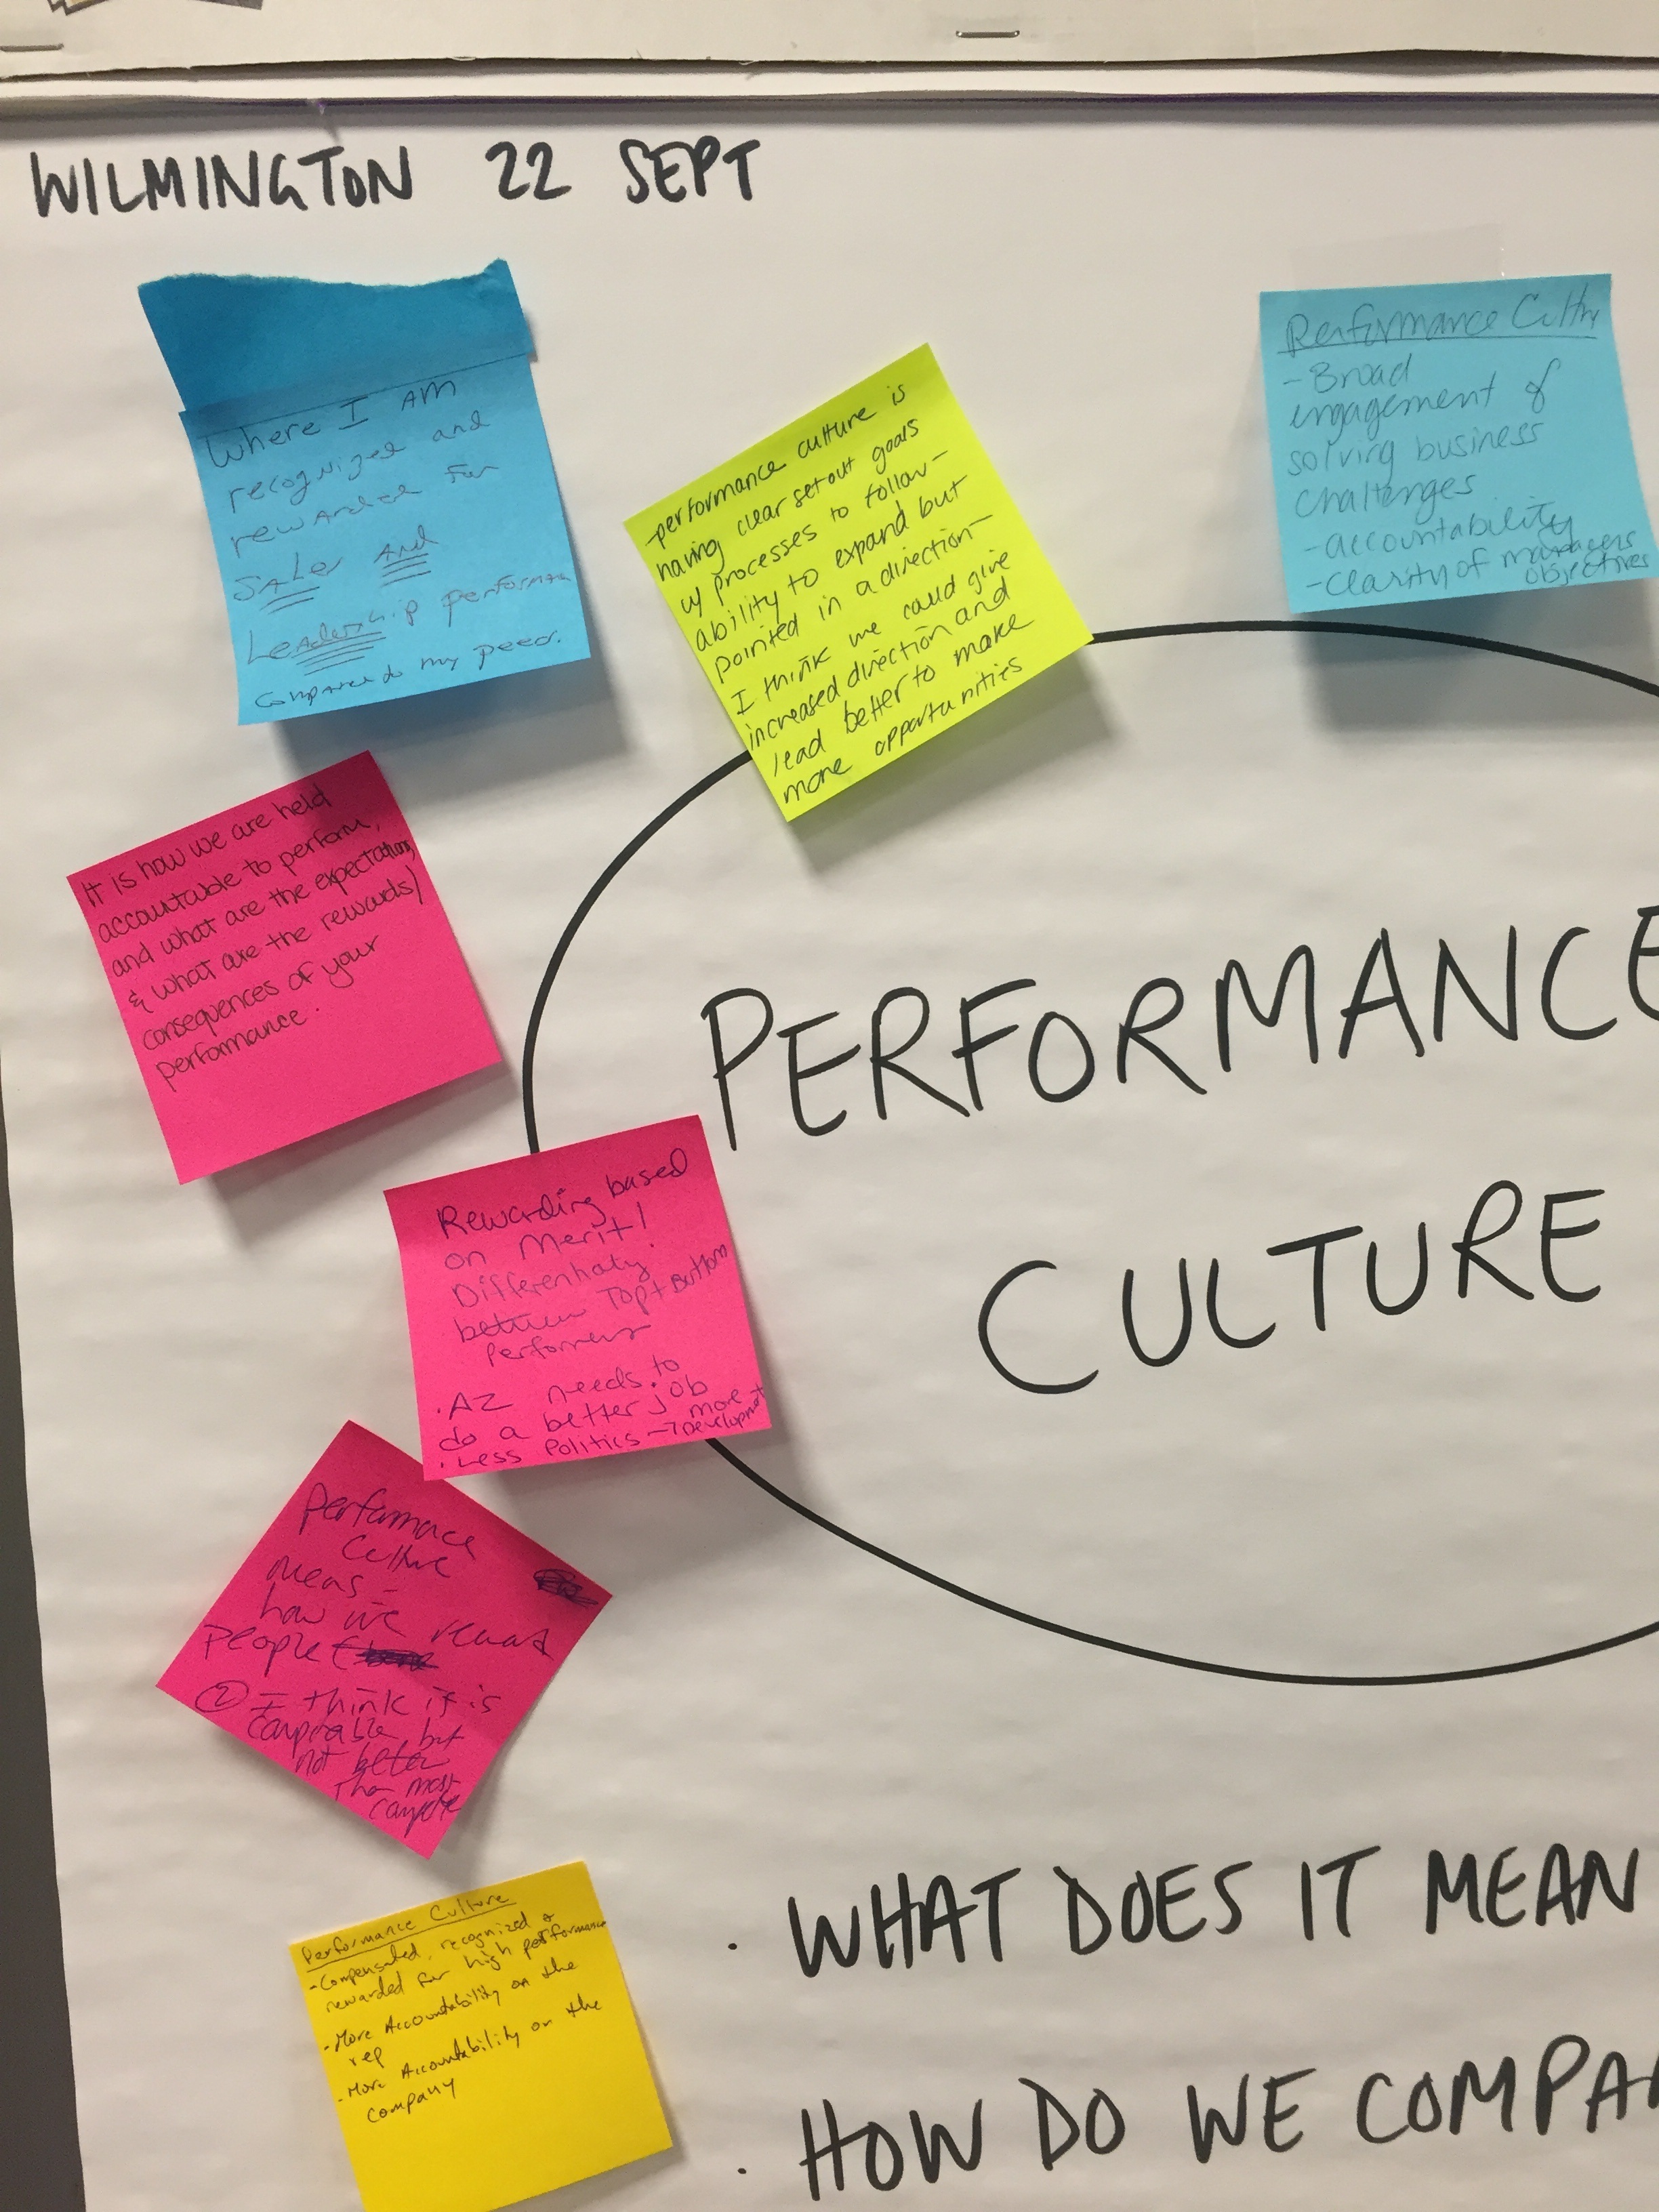 WILMINGTON 22 SEPT
Where I AM
recognized and
rewarded for
SALes And
Leadership performan
compared to my peed.
performance culture is
having clear set out goals
w/ processes to follow -
ability to expand but
pointed in a direction -
I think we could give
increased direction and
lead better to make
more opportunities
Performance Cultr
- Broad
engagement of
solving business
challenges
- accountability
- clarity of managers
objectives
It is how we are held
accountable to perform,
and what are the expectations,
& what are the rewards/
consequences of your
performance.
PERFORMANCE
CULTURE
Rewarding based
on Merit!
Differentiaty
between Top + Bottom
Performers
. AZ needs to
do a better job
. Less Politics → more
Development
Performance
Culture
means -
how we reward
People (
② I think it is
comparable but
not better
than most
- WHAT DOES IT MEAN
Performance Culture
- Compensated, recognized &
rewarded for high performance
- More Accountability on the
rep
- More Accountability on the
company
. HOW DO WE COMPA